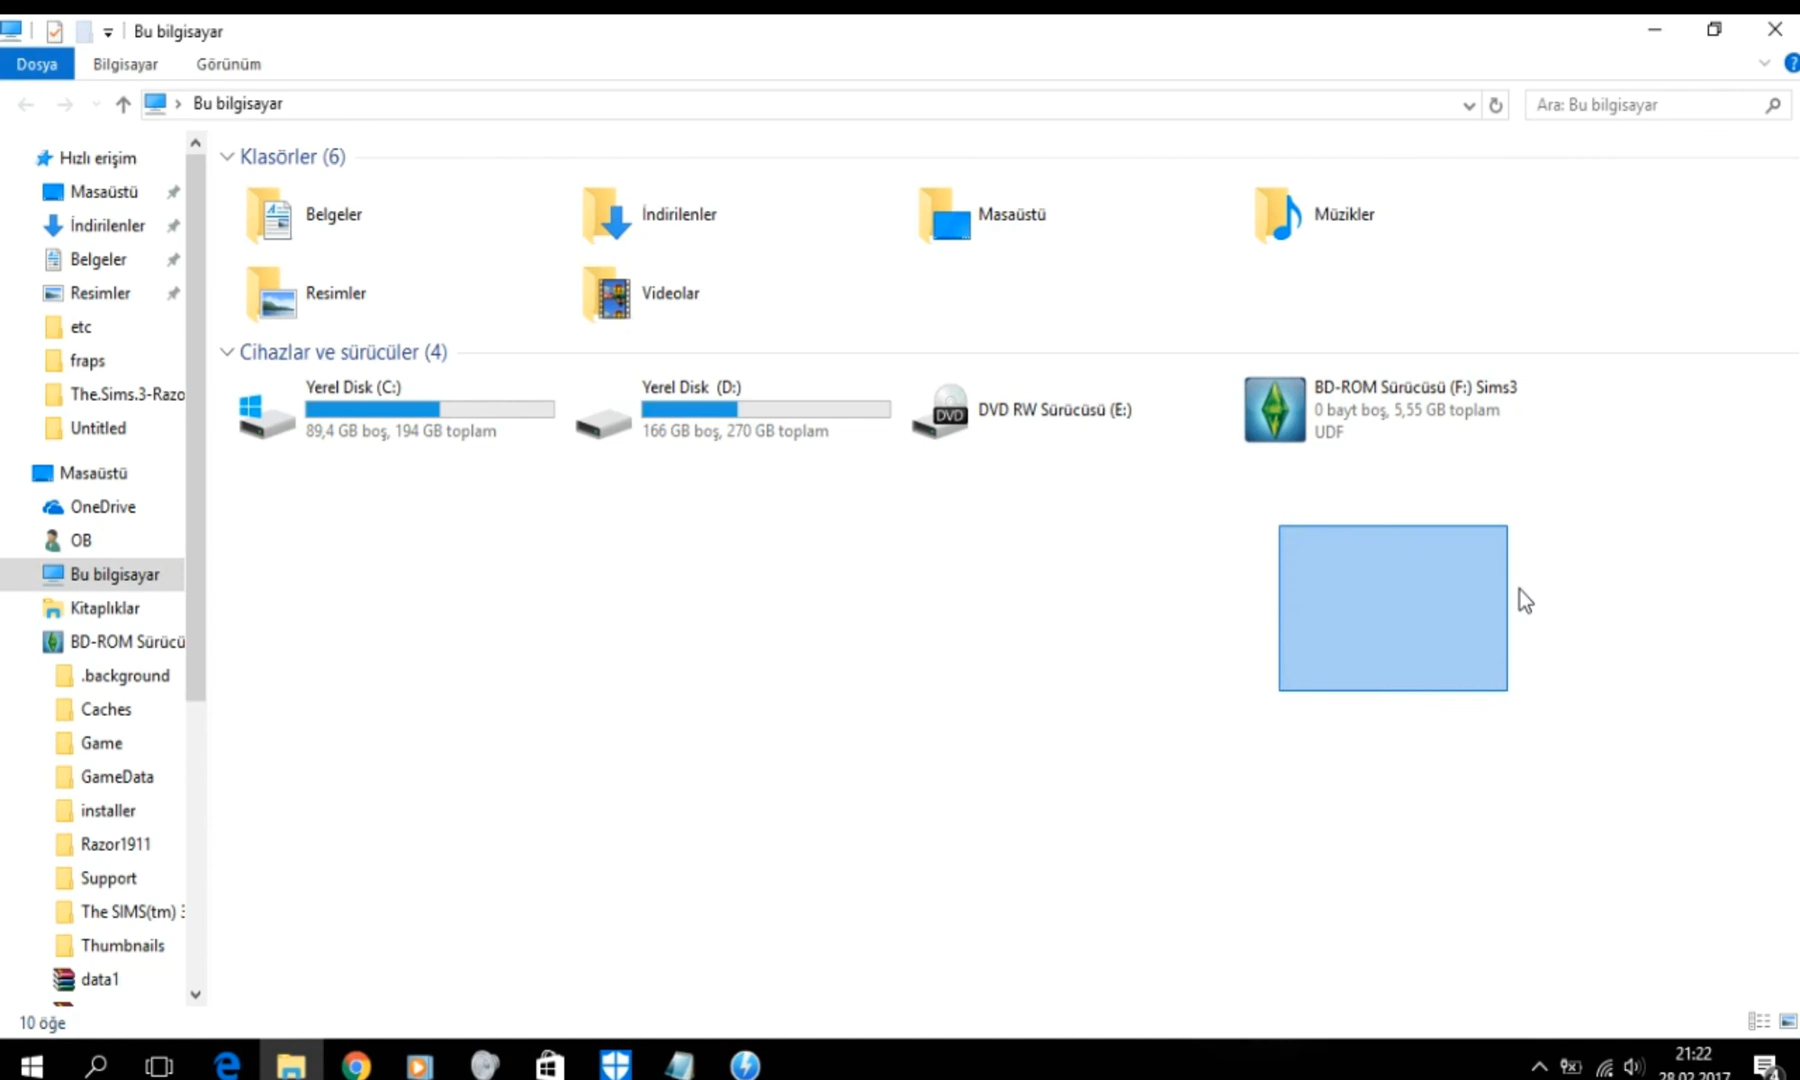 Bu bilgisayar
Dosya Bilgisayar Görünüm
Bu bilgisayar
Ara: Bu bilgisayar
Hızlı erişim
Masaüstü
İndirilenler
Belgeler
Resimler
etc
fraps
The.Sims.3-Razo
Untitled
Masaüstü
OneDrive
OB
Bu bilgisayar
Kitaplıklar
BD-ROM Sürücü
.background
Caches
Game
GameData
installer
Razor1911
Support
The SIMS(tm) 3
Thumbnails
data1
Klasörler (6)
Belgeler
İndirilenler
Masaüstü
Müzikler
Resimler
Videolar
Cihazlar ve sürücüler (4)
Yerel Disk (C:)
89,4 GB boş, 194 GB toplam
Yerel Disk (D:)
166 GB boş, 270 GB toplam
DVD
DVD RW Sürücüsü (E:)
BD-ROM Sürücüsü (F:) Sims3
0 bayt boş, 5,55 GB toplam
UDF
10 öğe
21:22
28.02.2017
4